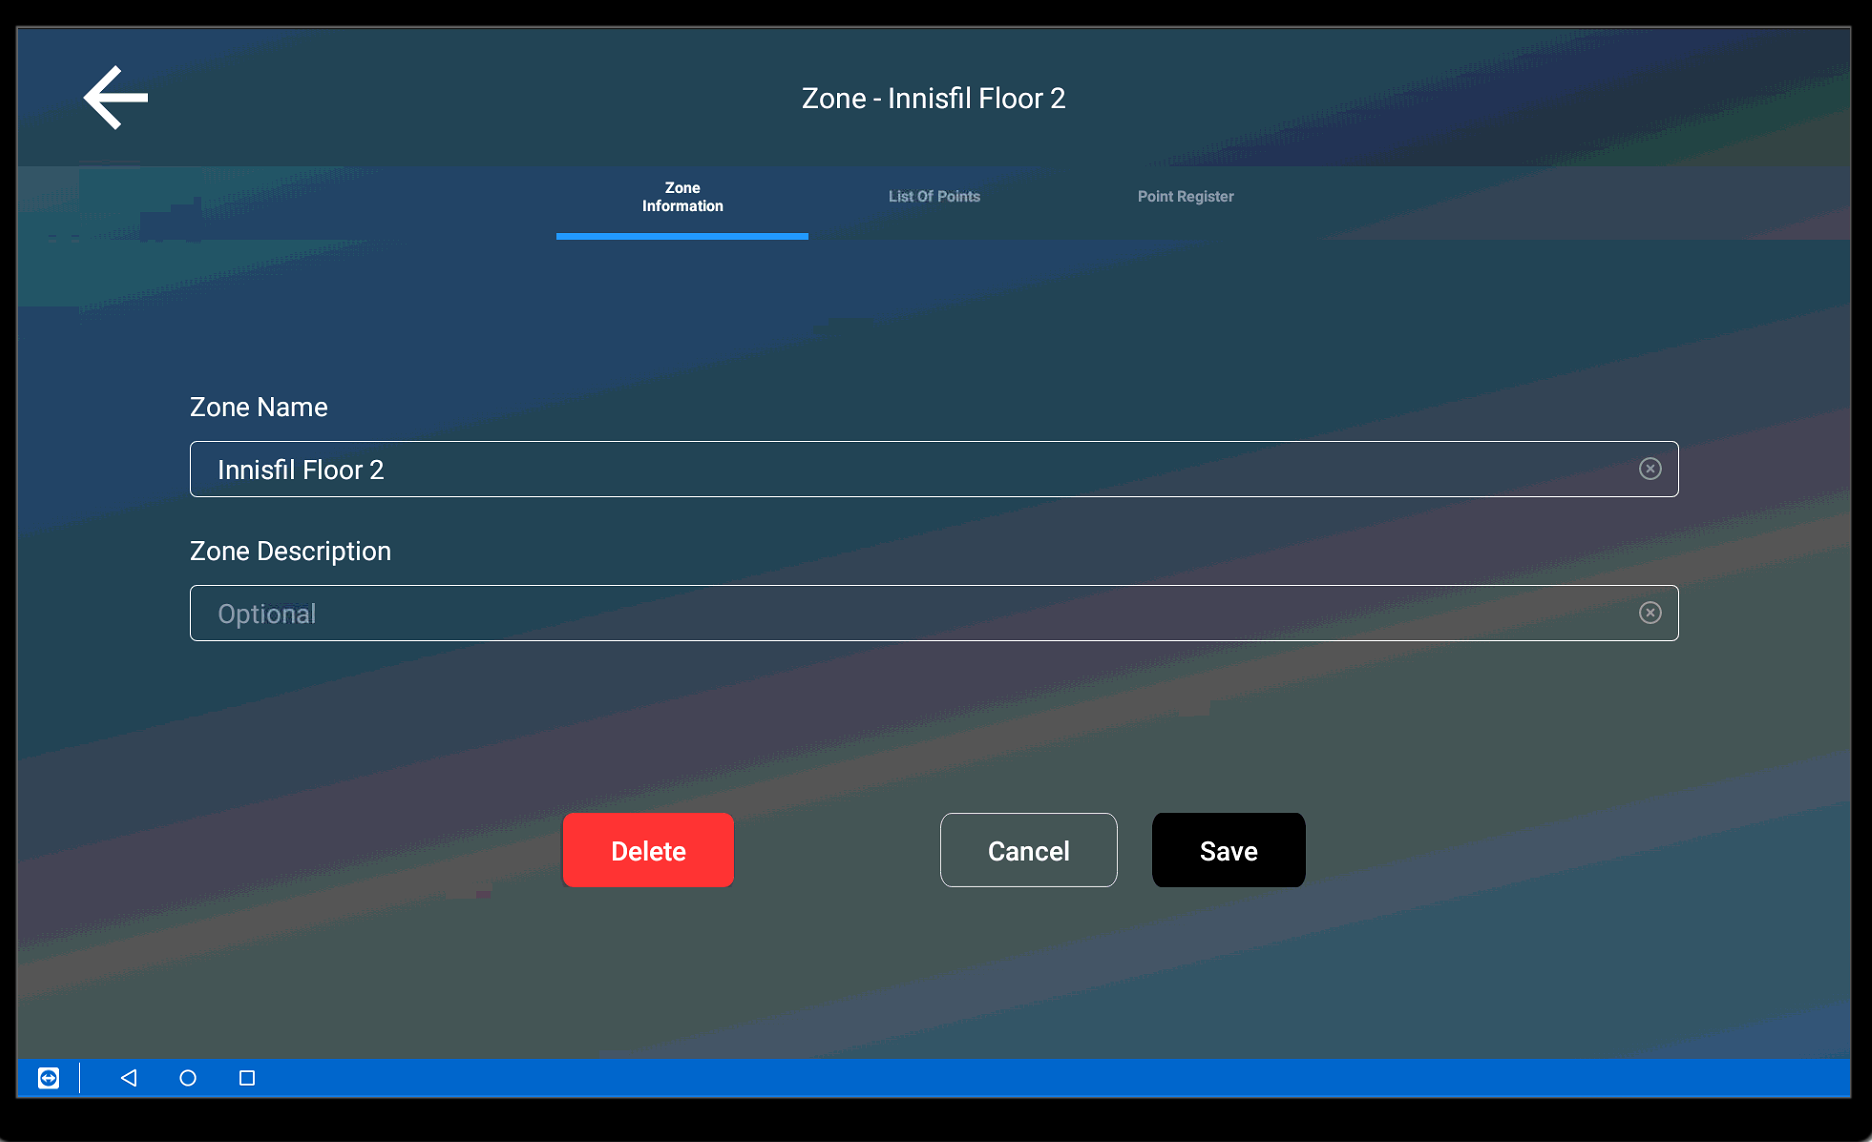 Zone - Innisfil Floor 2
Zone
Information
List Of Points
Point Register
Zone Name
Innisfil Floor 2
Zone Description
Optional
Delete
Cancel
Save